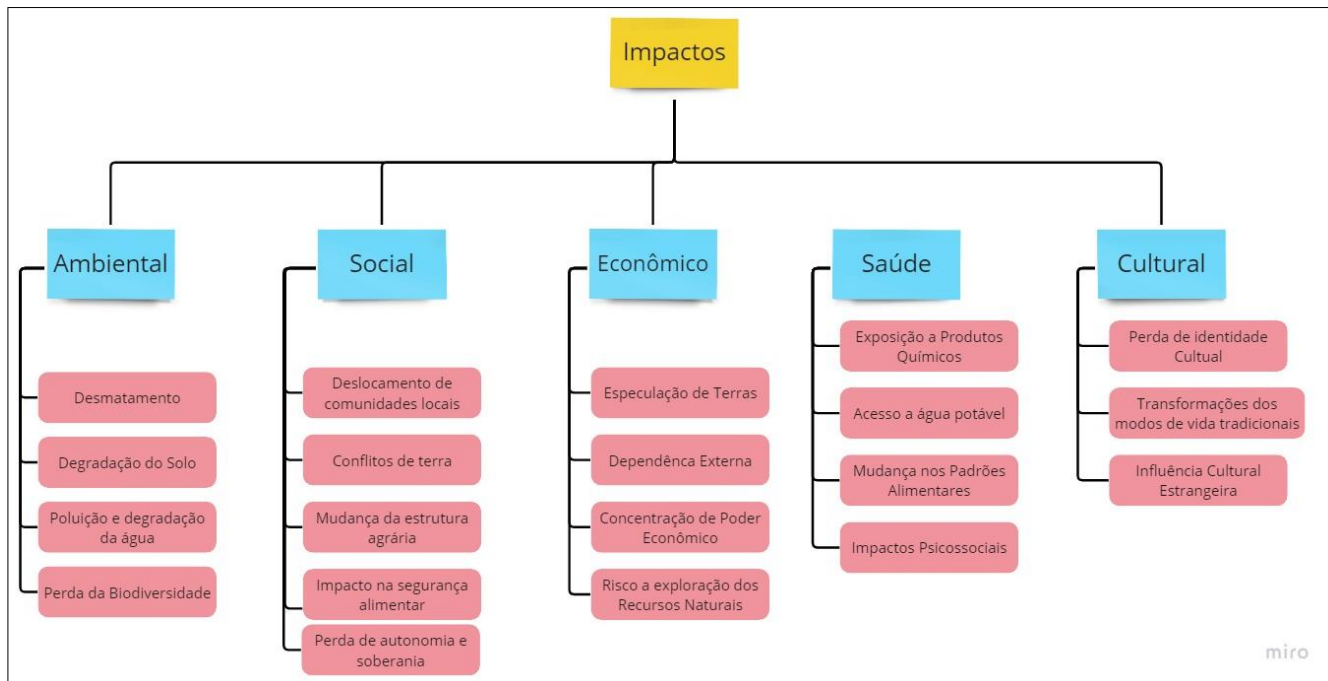 Impactos
Ambiental
Desmatamento
Degradação do Solo
Poluição e degradação
da água
Perda da Biodiversidade
Social
Deslocamento de
comunidades locais
Conflitos de terra
Mudança da estrutura
agrária
Impacto na segurança
alimentar
Perda de autonomia e
soberania
Econômico
Especulação de Terras
Dependênca Externa
Concentração de Poder
Econômico
Risco a exploração dos
Recursos Naturais
Saúde
Exposição a Produtos
Químicos
Acesso a água potável
Mudança nos Padrões
Alimentares
Impactos Psicossociais
Cultural
Perda de identidade
Cultual
Transformações dos
modos de vida tradicionais
Influência Cultural
Estrangeira
miro